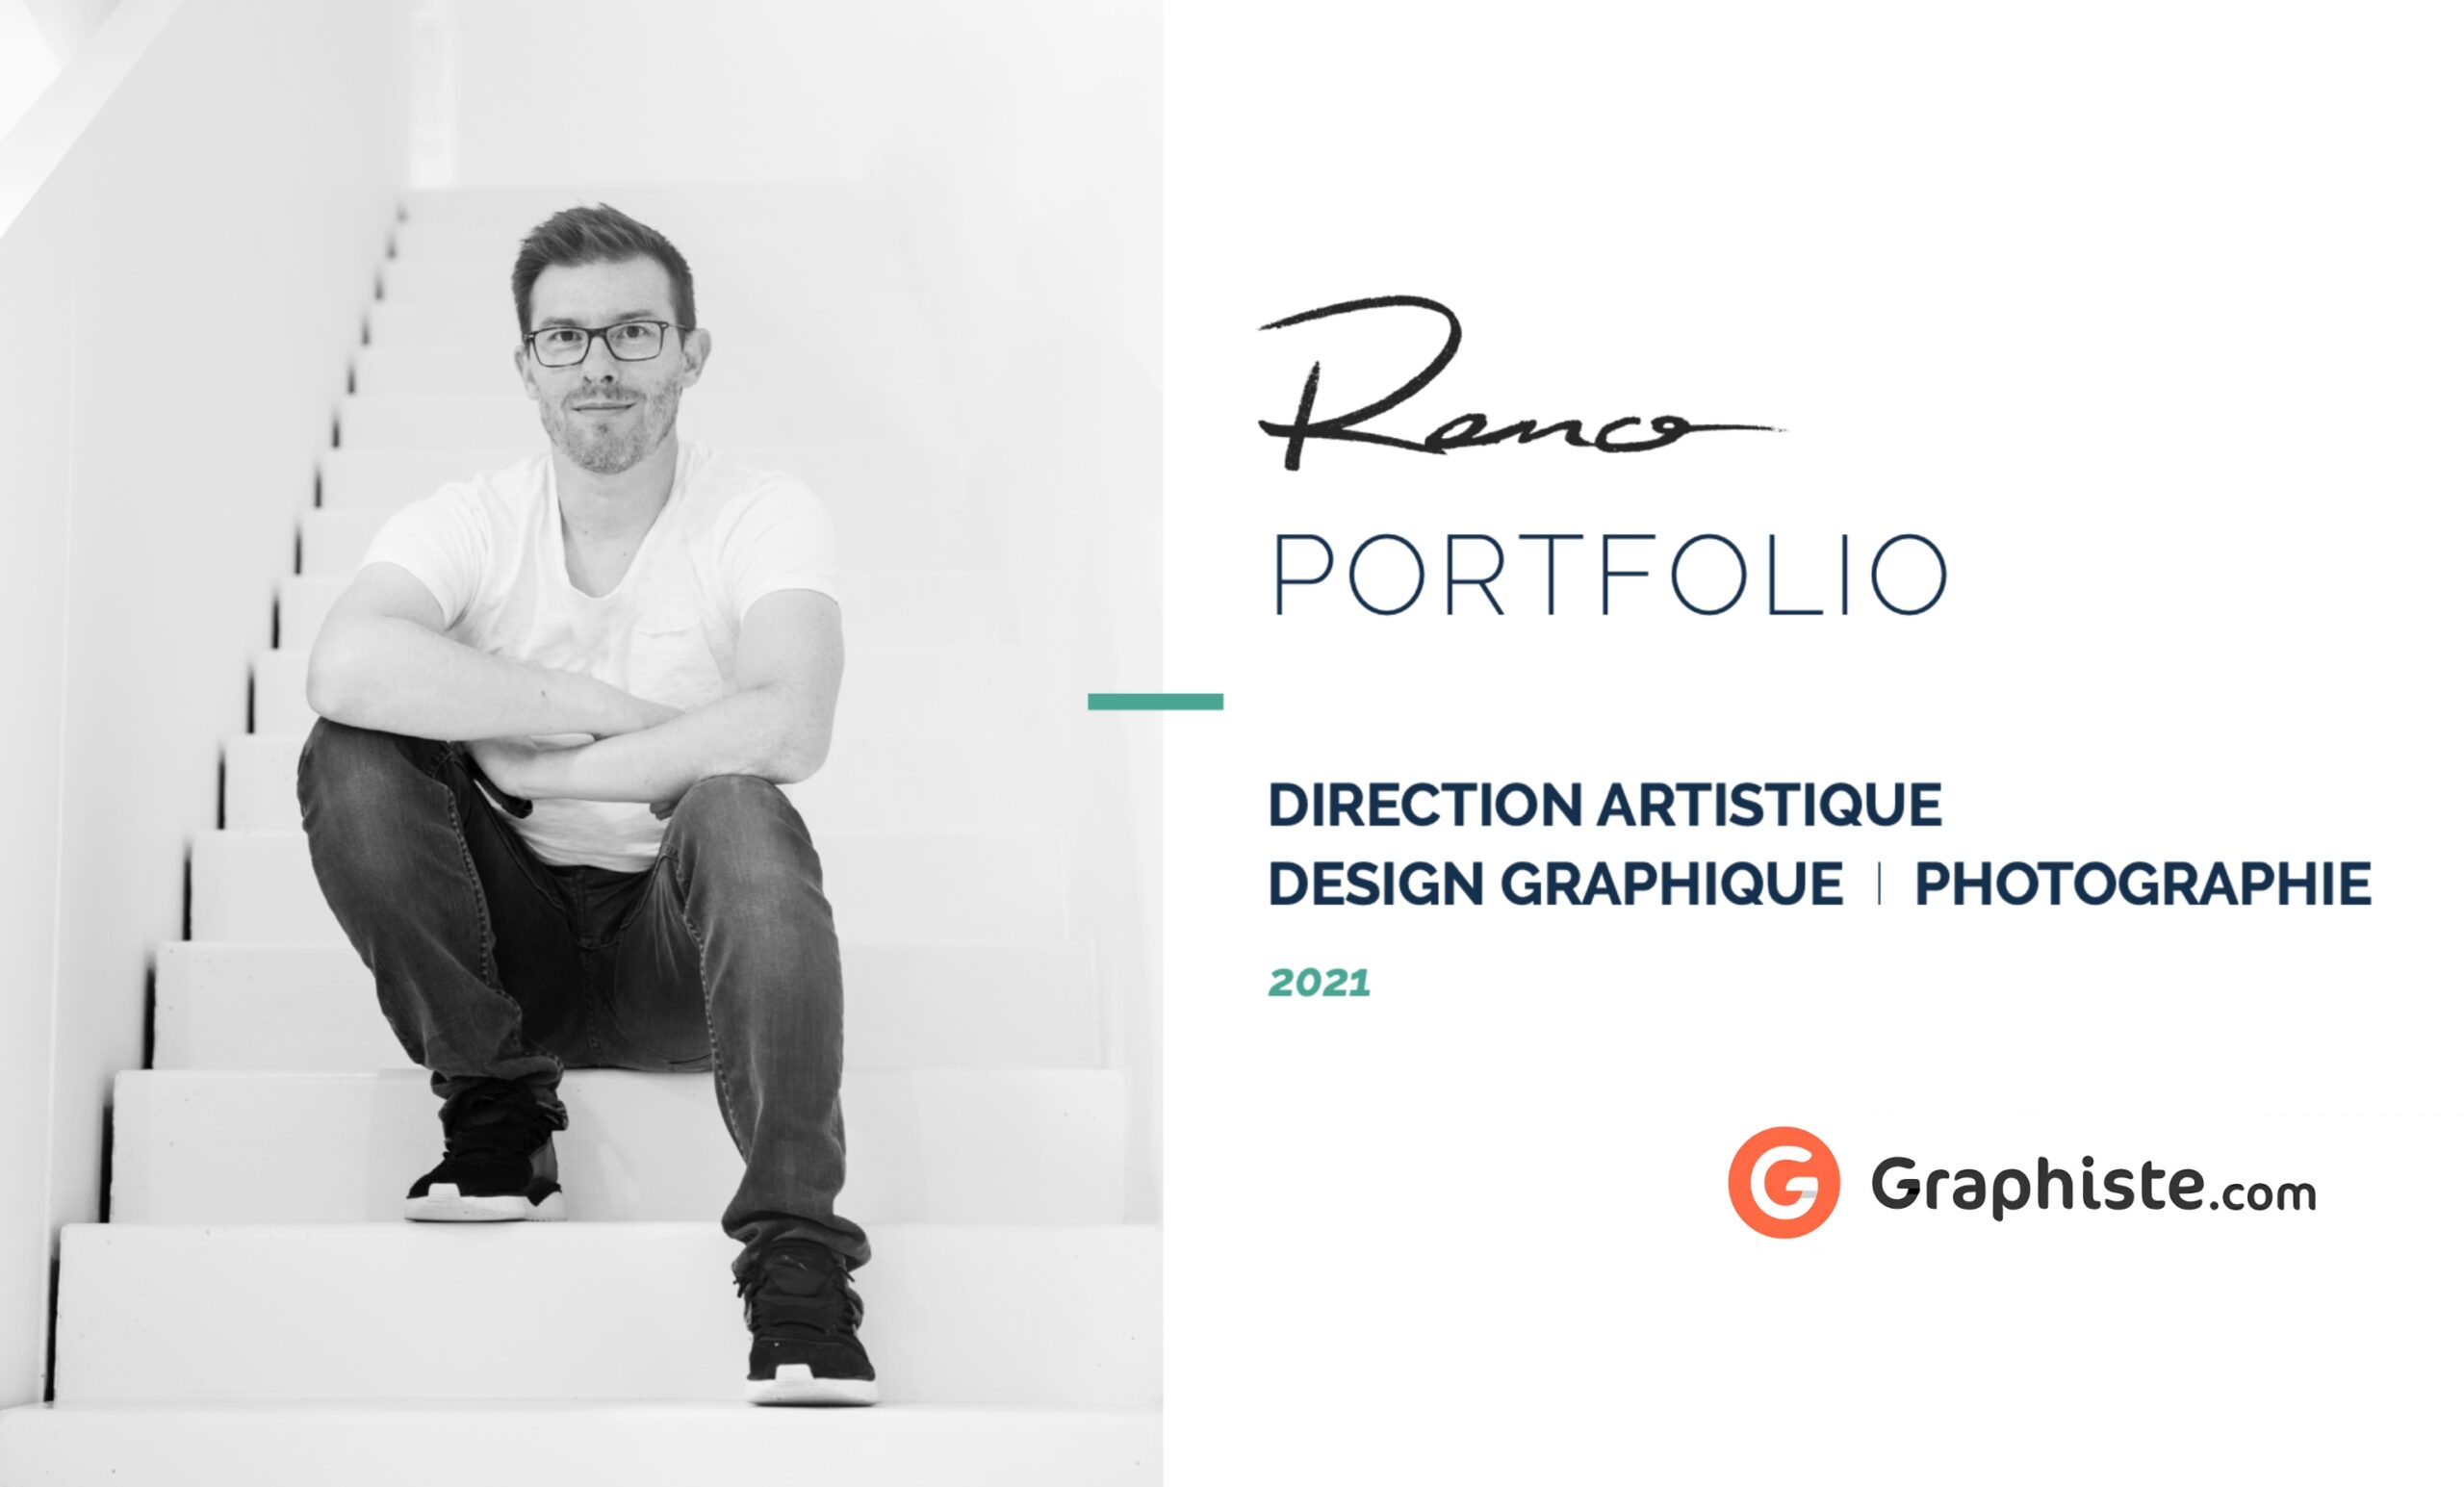 Renco
PORTFOLIO
DIRECTION ARTISTIQUE
DESIGN GRAPHIQUE | PHOTOGRAPHIE
2021
G Graphiste.com